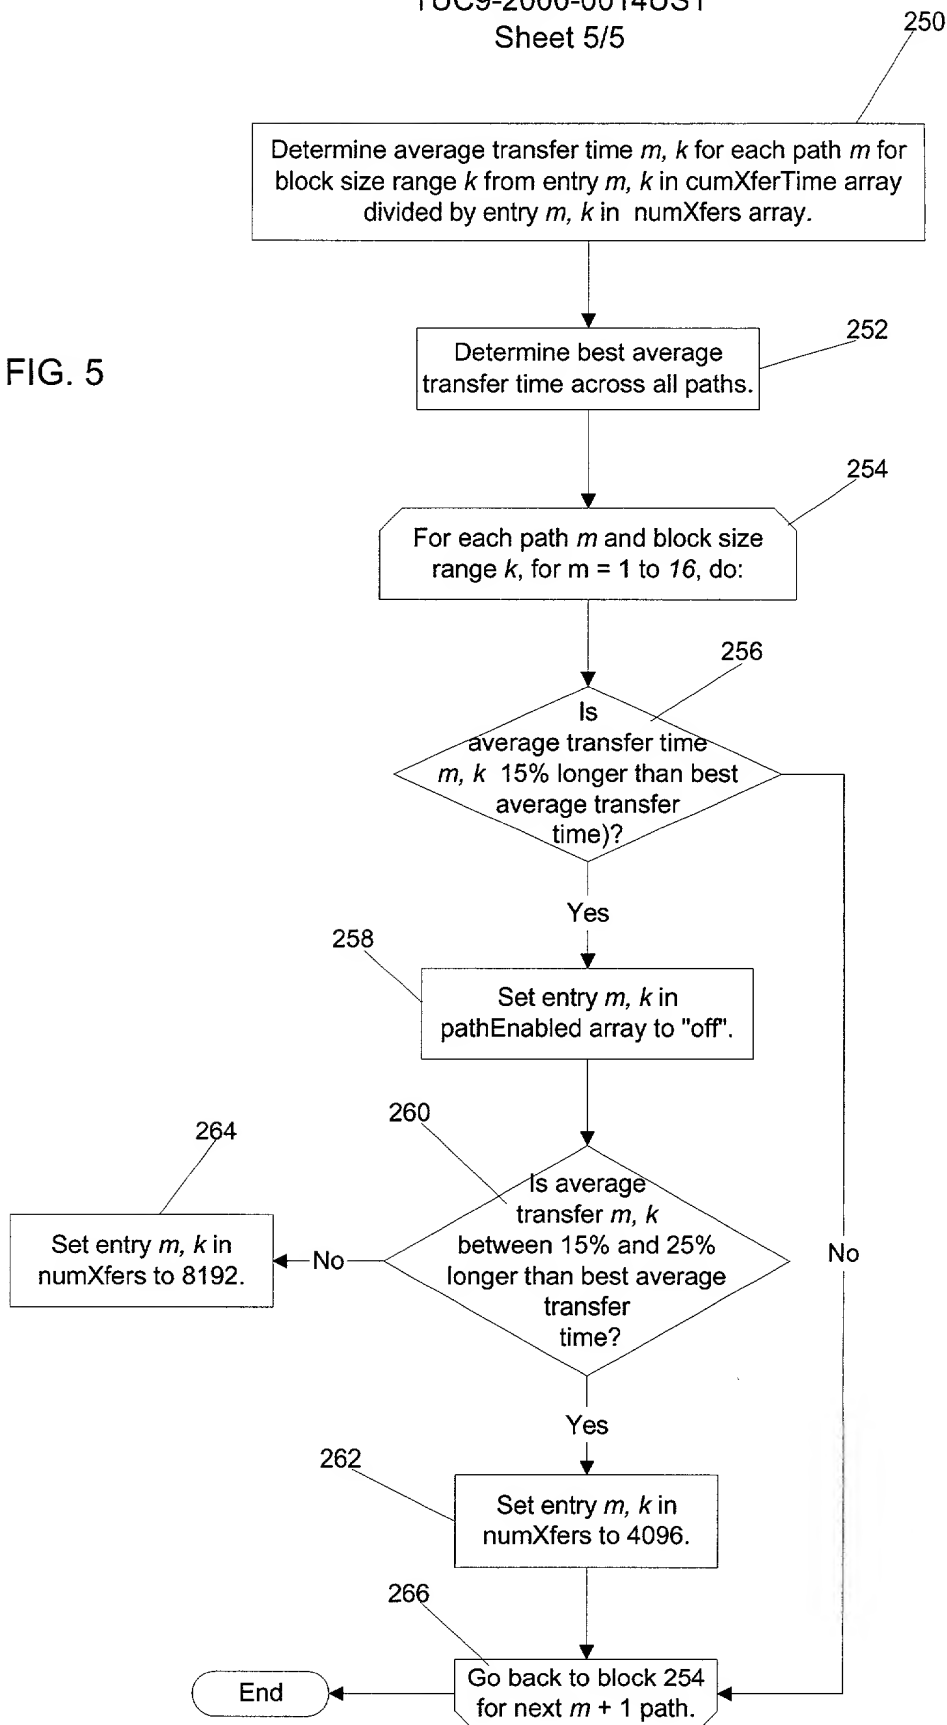 TUC9-2000-0014US1
Sheet 5/5
250
Determine average transfer time m, k for each path m for
block size range k from entry m, k in cumXferTime array
divided by entry m, k in numXfers array.
252
FIG. 5
Determine best average
transfer time across all paths.
254
For each path m and block size
range k, for m = 1 to 16, do:
256
Is
average transfer time
m, k 15% longer than best
average transfer
time)?
Yes
258
Set entry m, k in
pathEnabled array to "off".
260
264
Is average
transfer m, k
between 15% and 25%
longer than best average
transfer
time?
Set entry m, k in
numXfers to 8192.
No
No
Yes
262
Set entry m, k in
numXfers to 4096.
266
Go back to block 254
for next m + 1 path.
End